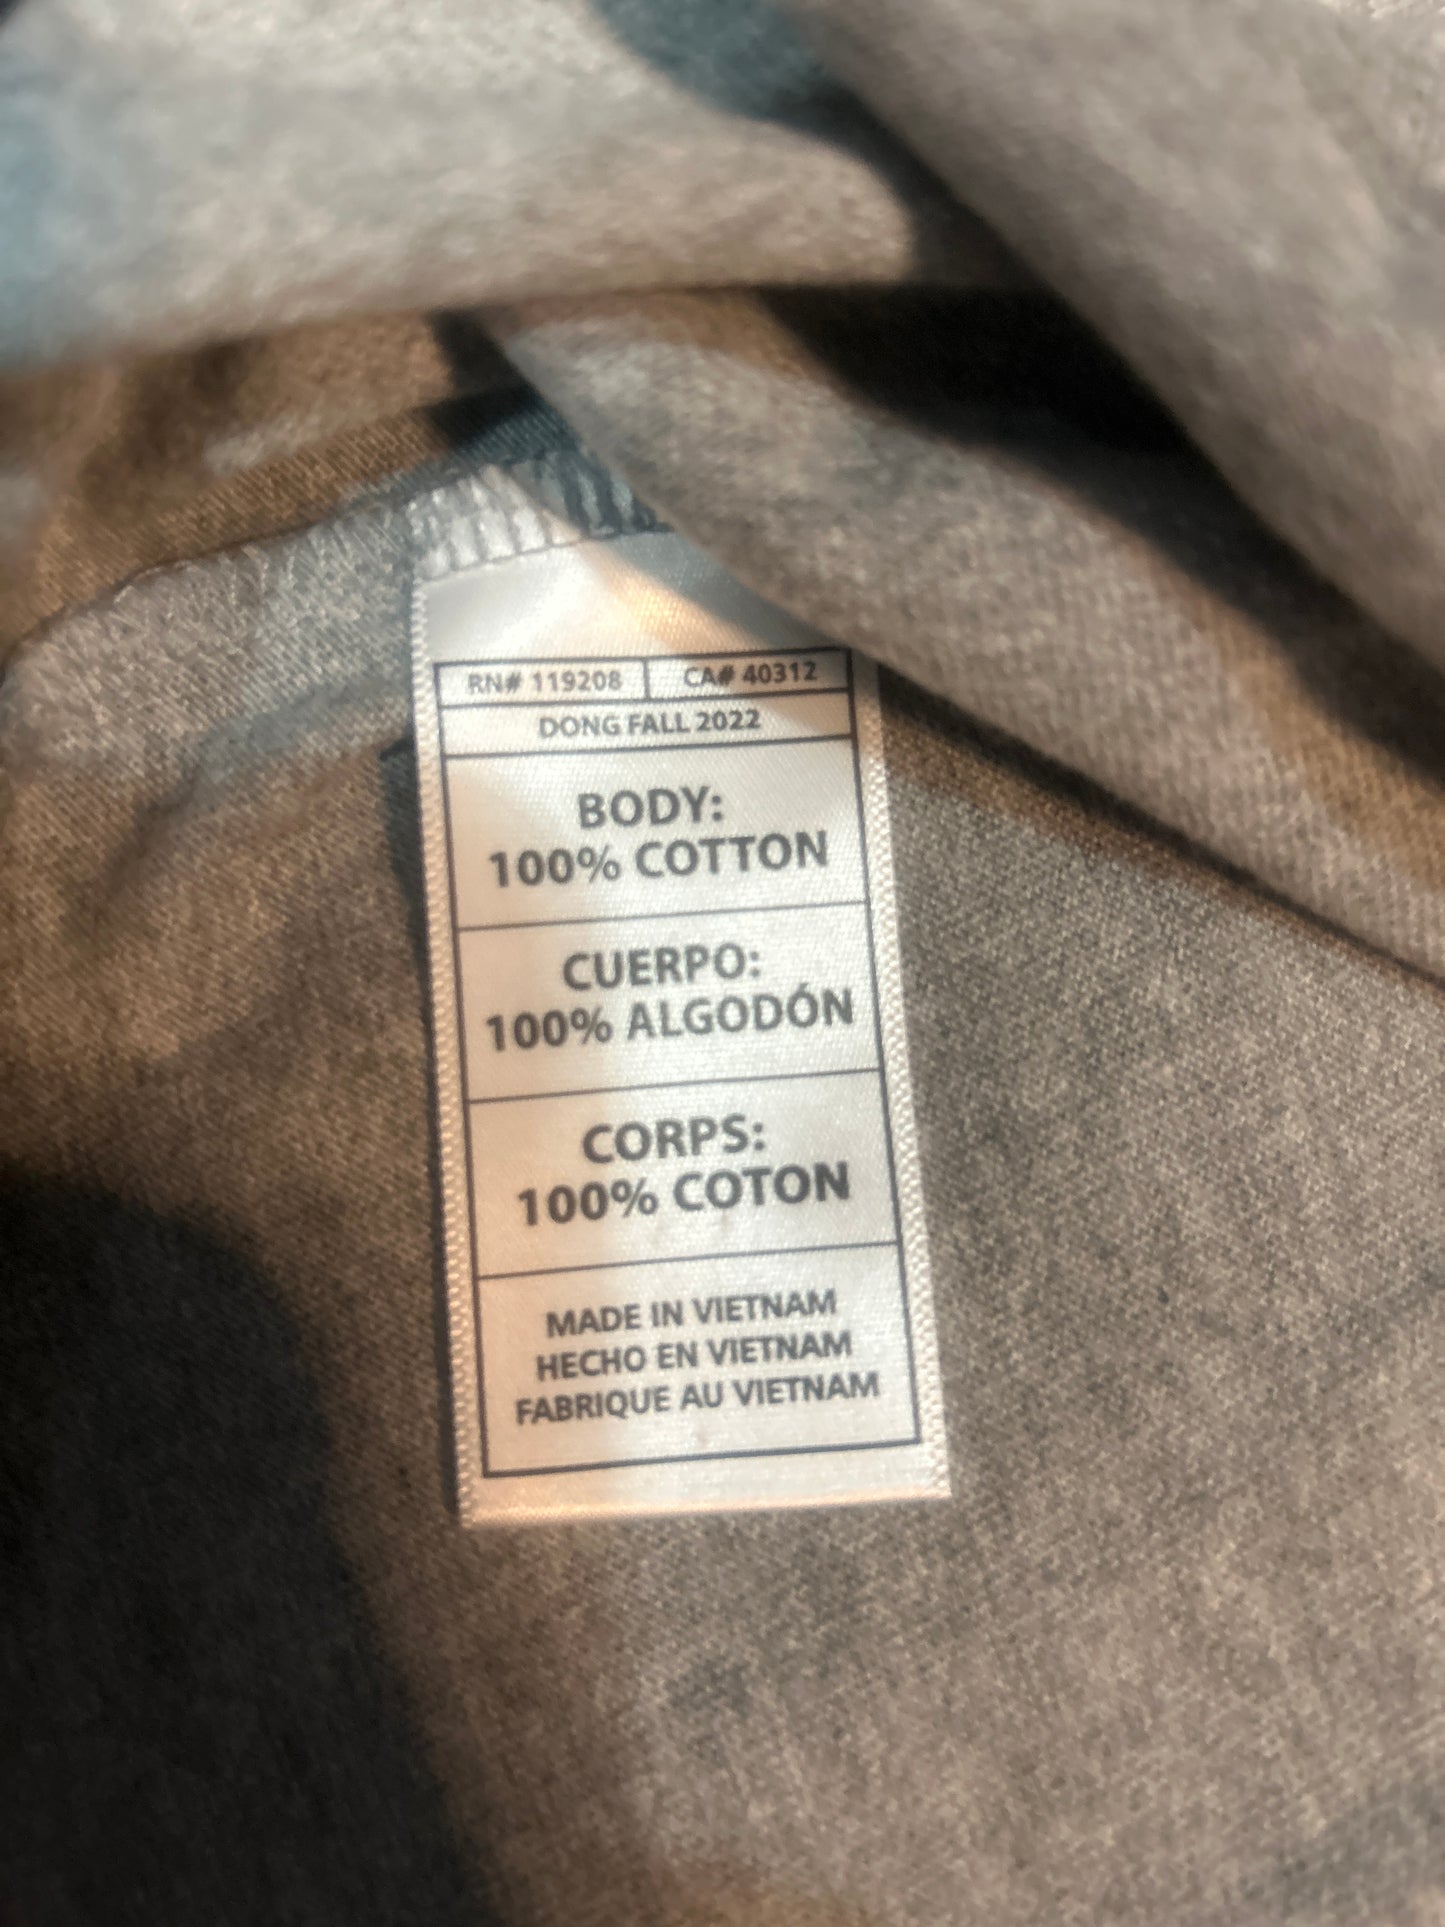 RN# 119208 CA# 40312
DONG FALL 2022
BODY:
100% COTTON
CUERPO:
100% ALGODÓN
CORPS:
100% COTON
MADE IN VIETNAM
HECHO EN VIETNAM
FABRIQUE AU VIETNAM